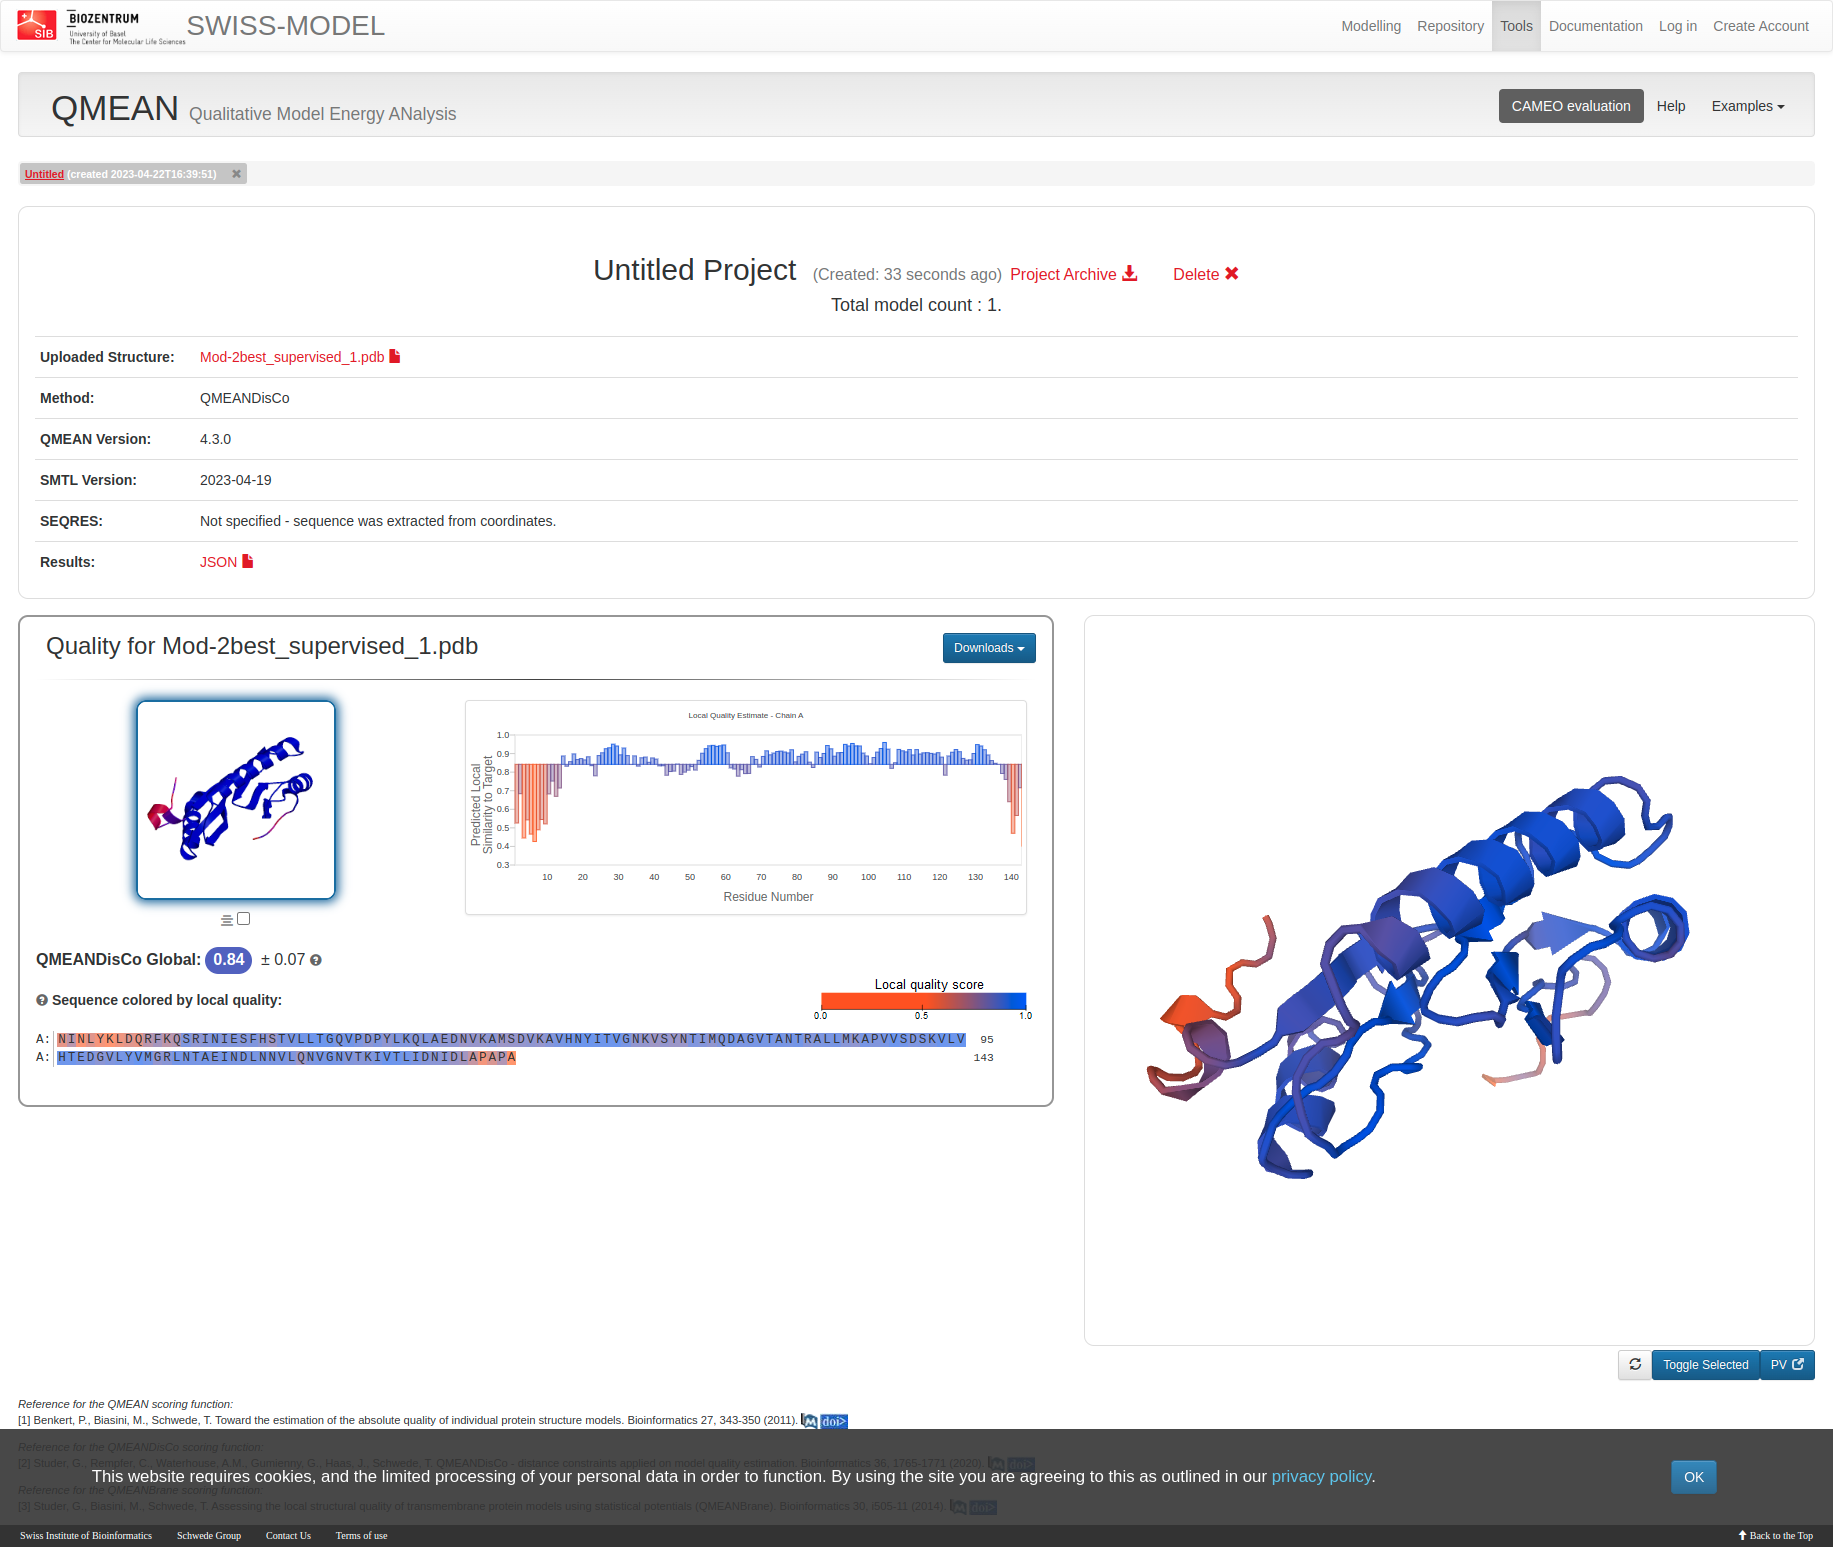 SIB
BIOZENTRUM
University of Basel
The Center for Molecular Life Sciences
SWISS-MODEL
Modelling
Repository
Tools
Documentation
Log in
Create Account
QMEAN Qualitative Model Energy ANalysis
CAMEO evaluation
Help
Examples
Untitled (created 2023-04-22T16:39:51)
Untitled Project (Created: 33 seconds ago) Project Archive Delete
Total model count : 1.
Uploaded Structure: Mod-2best_supervised_1.pdb
Method: QMEANDisCo
QMEAN Version: 4.3.0
SMTL Version: 2023-04-19
SEQRES: Not specified - sequence was extracted from coordinates.
Results: JSON
Quality for Mod-2best_supervised_1.pdb
Downloads
Local Quality Estimate - Chain A
Predicted Local
Similarity to Target
1.0
0.9
0.8
0.7
0.6
0.5
0.4
0.3
10 20 30 40 50 60 70 80 90 100 110 120 130 140
Residue Number
QMEANDisCo Global: 0.84 ± 0.07
Sequence colored by local quality:
Local quality score
0.0 0.5 1.0
A: NINLYKLDQRFKQSRINIESFHSTVLLTGQVPDPYLKQLAEDNVKAMSDVKAVHNYITVGNKVSYNTIMQDAGVTANTRALLMKAPVVSDSKVLV 95
A: HTEDGVLYVMGRLNTAEINDLNNVLQNVGNVTKIVTLIDNIDLAPAPA 143
Toggle Selected
PV
Reference for the QMEAN scoring function:
[1] Benkert, P., Biasini, M., Schwede, T. Toward the estimation of the absolute quality of individual protein structure models. Bioinformatics 27, 343-350 (2011). M doi>
Reference for the QMEANDisCo scoring function:
[2] Studer, G., Rempfer, C., Waterhouse, A.M., Gumienny, G., Haas, J., Schwede, T. QMEANDisCo - distance constraints applied on model quality estimation. Bioinformatics 36, 1765-1771 (2020). M doi>
This website requires cookies, and the limited processing of your personal data in order to function. By using the site you are agreeing to this as outlined in our privacy policy.
OK
Reference for the QMEANBrane scoring function:
[3] Studer, G., Biasini, M., Schwede, T. Assessing the local structural quality of transmembrane protein models using statistical potentials (QMEANBrane). Bioinformatics 30, i505-11 (2014). M doi>
Swiss Institute of Bioinformatics
Schwede Group
Contact Us
Terms of use
Back to the Top